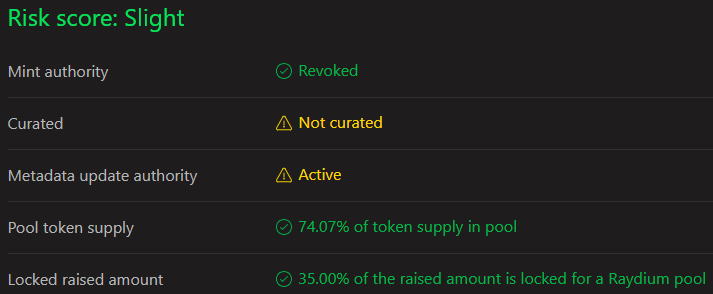 Risk score: Slight
Mint authority Revoked
Curated Not curated
Metadata update authority Active
Pool token supply 74.07% of token supply in pool
Locked raised amount 35.00% of the raised amount is locked for a Raydium pool